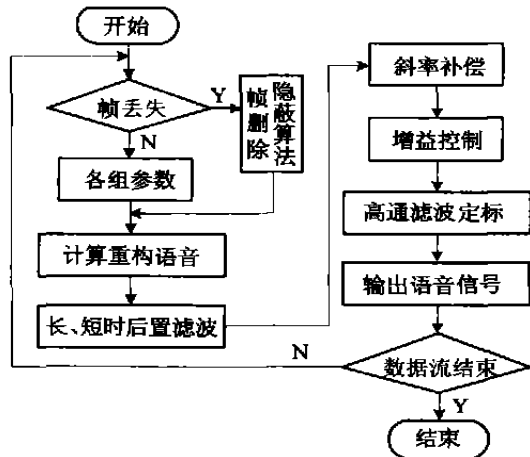 开始
帧丢失
Y
N
帧删除
隐蔽算法
各组参数
计算重构语音
长、短时后置滤波
斜率补偿
增益控制
高通滤波定标
输出语音信号
数据流结束
N
Y
结束